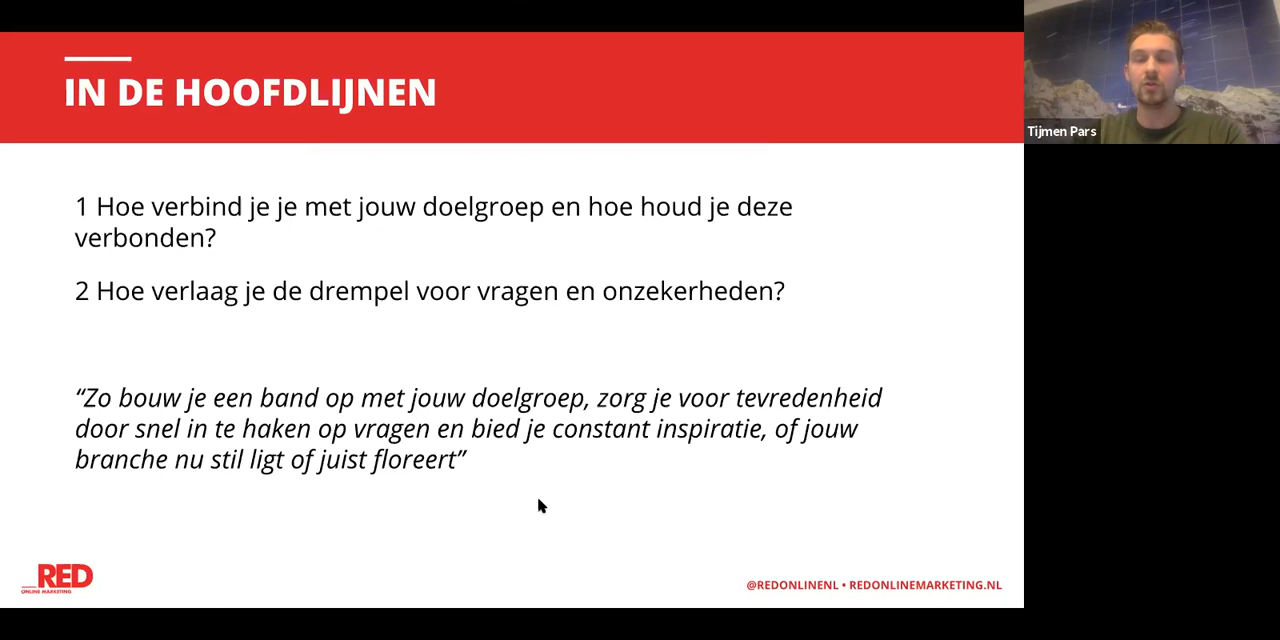 IN DE HOOFDLIJNEN
Tijmen Pars
1 Hoe verbind je je met jouw doelgroep en hoe houd je deze
verbonden?
2 Hoe verlaag je de drempel voor vragen en onzekerheden?
“Zo bouw je een band op met jouw doelgroep, zorg je voor tevredenheid
door snel in te haken op vragen en bied je constant inspiratie, of jouw
branche nu stil ligt of juist floreert”
_RED
ONLINE MARKETING
@REDONLINENL • REDONLINEMARKETING.NL